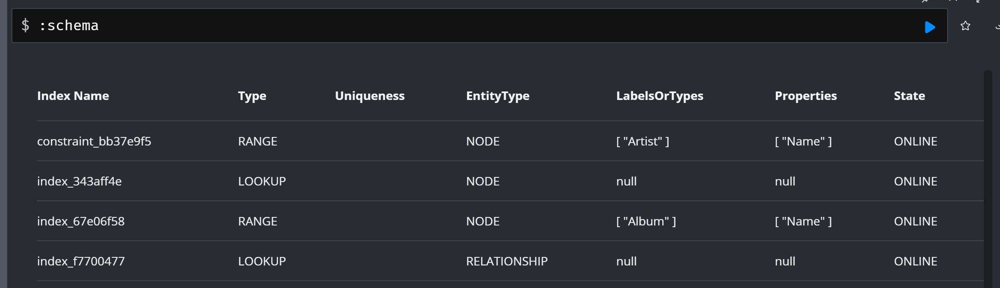 $ :schema
Index Name Type Uniqueness EntityType LabelsOrTypes Properties State
constraint_bb37e9f5 RANGE NODE [ "Artist" ] [ "Name" ] ONLINE
index_343aff4e LOOKUP NODE null null ONLINE
index_67e06f58 RANGE NODE [ "Album" ] [ "Name" ] ONLINE
index_f7700477 LOOKUP RELATIONSHIP null null ONLINE